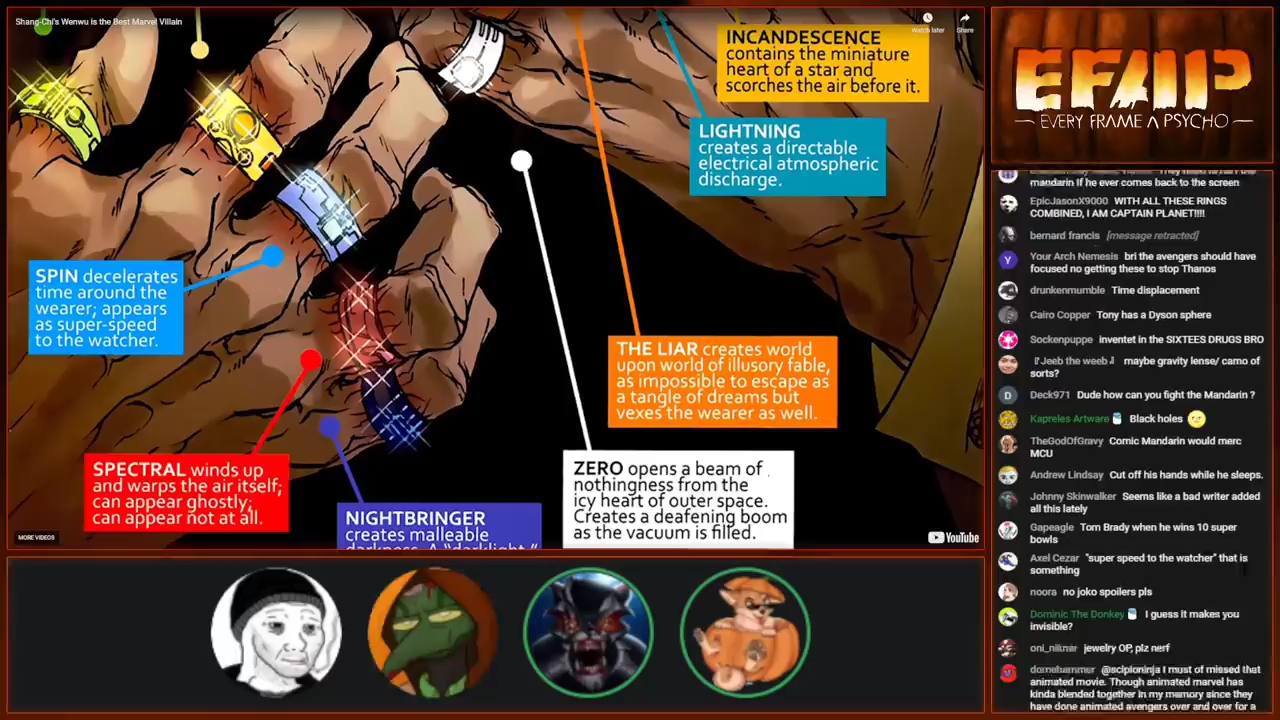 Shang-Chi's Wenwu is the Best Marvel Villain
Watch later
Share
INCANDESCENCE
contains the miniature
heart of a star and
scorches the air before it.
LIGHTNING
creates a directable
electrical atmospheric
discharge.
SPIN decelerates
time around the
wearer; appears
as super-speed
to the watcher.
THE LIAR creates world
upon world of illusory fable,
as impossible to escape as
a tangle of dreams but
vexes the wearer as well.
SPECTRAL winds up
and warps the air itself;
can appear ghostly;
can appear not at all.
ZERO opens a beam of
nothingness from the
icy heart of outer space.
Creates a deafening boom
as the vacuum is filled.
NIGHTBRINGER
creates malleable
darkness. A "darklight,"
MORE VIDEOS
YouTube
EFAP
EVERY FRAME A PSYCHO
mandarin If he ever comes back to the screen
EpicJasonX9000 WITH ALL THESE RINGS
COMBINED, I AM CAPTAIN PLANET!!!!
bernard francis [message retracted]
Your Arch Nemesis bri the avengers should have
focused no getting these to stop Thanos
drunkenmumble Time displacement
Cairo Copper Tony has a Dyson sphere
Sockenpuppe inventet in the SIXTEES DRUGS BRO
『Jeeb the weeb』 maybe gravity lense/ camo of
sorts?
Deck971 Dude how can you fight the Mandarin ?
Kapreles Artware Black holes
TheGodOfGravy Comic Mandarin would merc
MCU
Andrew Lindsay Cut off his hands while he sleeps.
Johnny Skinwalker Seems like a bad writer added
all this lately
Gapeagle Tom Brady when he wins 10 super
bowls
Axel Cezar "super speed to the watcher" that is
something
noora no joko spoilers pls
Dominic The Donkey I guess it makes you
invisible?
oni_nikmar jewelry OP, plz nerf
domehammer @scipioninja I most of missed that
animated movie. Though animated marvel has
kinda blended together in my memory since they
have done animated avengers over and over for a